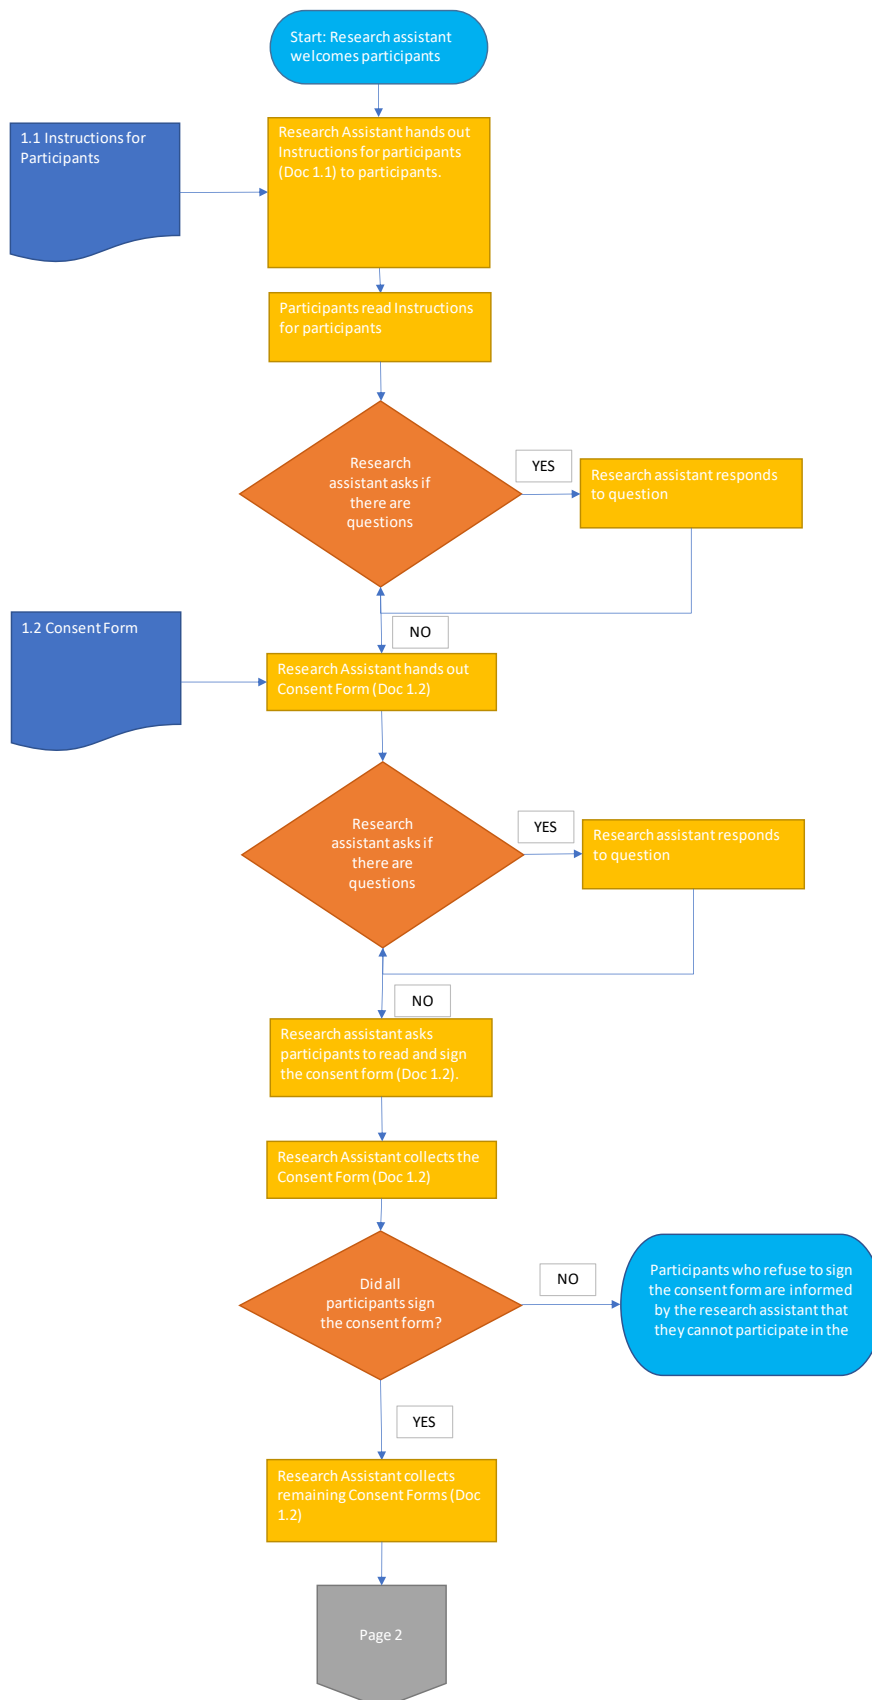 Start: Research assistant
welcomes participants
1.1 Instructions for
Participants
Research Assistant hands out
Instructions for participants
(Doc 1.1) to participants.
Participants read Instructions
for participants
Research
assistant asks if
there are
questions
YES
Research assistant responds
to question
NO
1.2 Consent Form
Research Assistant hands out
Consent Form (Doc 1.2)
Research
assistant asks if
there are
questions
YES
Research assistant responds
to question
NO
Research assistant asks
participants to read and sign
the consent form (Doc 1.2).
Research Assistant collects the
Consent Form (Doc 1.2)
Did all
participants sign
the consent form?
NO
Participants who refuse to sign
the consent form are informed
by the research assistant that
they cannot participate in the
YES
Research Assistant collects
remaining Consent Forms (Doc
1.2)
Page 2